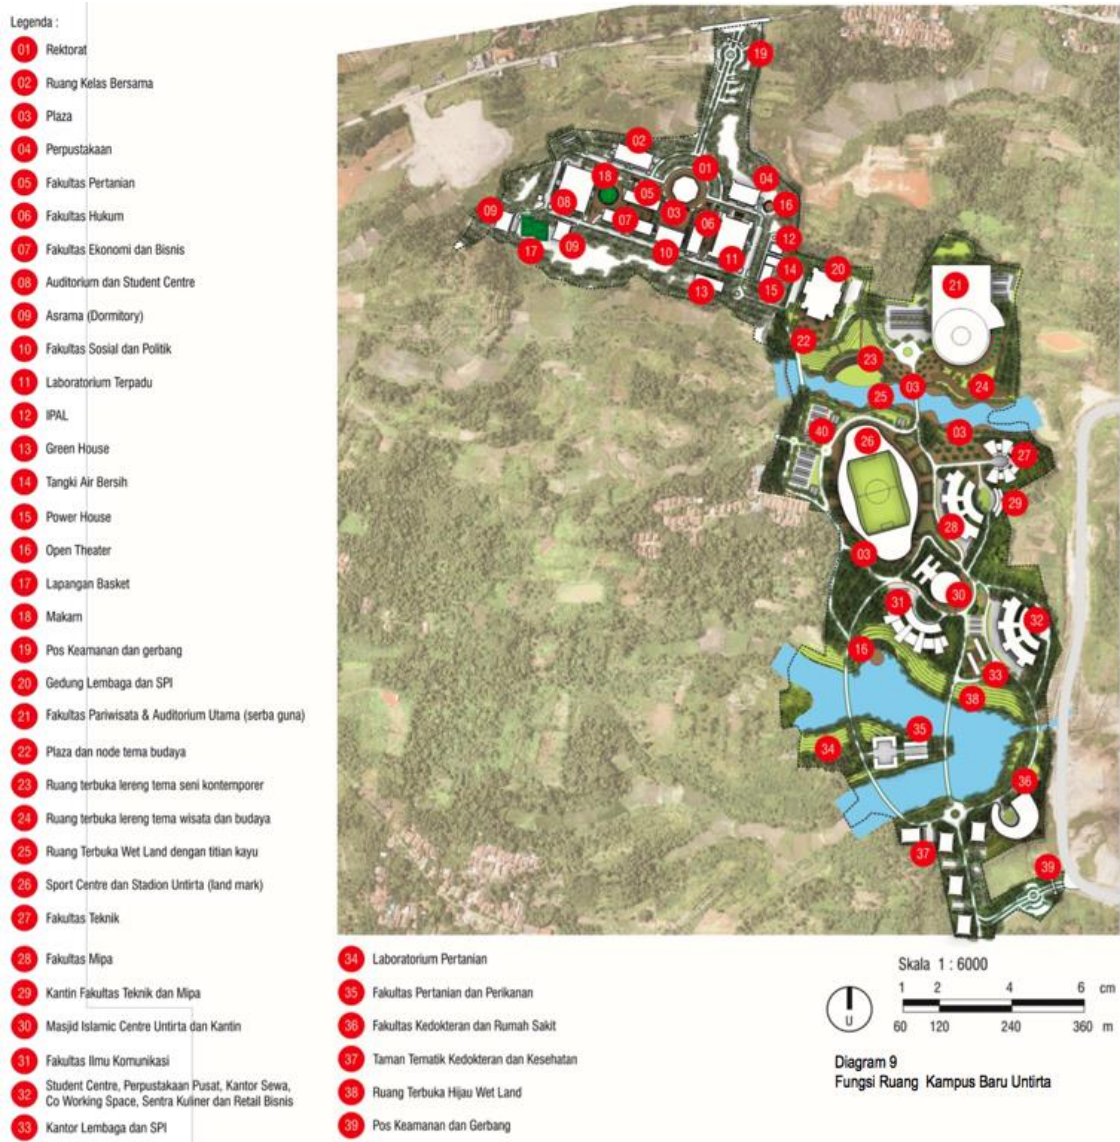 Legenda :
01 Rektorat
02 Ruang Kelas Bersama
03 Plaza
04 Perpustakaan
05 Fakultas Pertanian
06 Fakultas Hukum
07 Fakultas Ekonomi dan Bisnis
08 Auditorium dan Student Centre
09 Asrama (Dormitory)
10 Fakultas Sosial dan Politik
11 Laboratorium Terpadu
12 IPAL
13 Green House
14 Tangki Air Bersih
15 Power House
16 Open Theater
17 Lapangan Basket
18 Makam
19 Pos Keamanan dan gerbang
20 Gedung Lembaga dan SPI
21 Fakultas Pariwisata & Auditorium Utama (serba guna)
22 Plaza dan node tema budaya
23 Ruang terbuka lereng tema seni kontemporer
24 Ruang terbuka lereng tema wisata dan budaya
25 Ruang Terbuka Wet Land dengan titian kayu
26 Sport Centre dan Stadion Untirta (land mark)
27 Fakultas Teknik
28 Fakultas Mipa
29 Kantin Fakultas Teknik dan Mipa
30 Masjid Islamic Centre Untirta dan Kantin
31 Fakultas Ilmu Komunikasi
32 Student Centre, Perpustakaan Pusat, Kantor Sewa,
Co Working Space, Sentra Kuliner dan Retail Bisnis
33 Kantor Lembaga dan SPI
34 Laboratorium Pertanian
35 Fakultas Pertanian dan Perikanan
36 Fakultas Kedokteran dan Rumah Sakit
37 Taman Tematik Kedokteran dan Kesehatan
38 Ruang Terbuka Hijau Wet Land
39 Pos Keamanan dan Gerbang
19
02
01
18
05
04
09
08
07
03
06
16
17
09
10
11
12
13
15
14
20
21
22
23
03
24
25
40
26
03
27
29
28
03
31
30
32
16
33
38
34
35
36
37
39
Skala 1 : 6000
1 2 4 6 cm
60 120 240 360 m
U
Diagram 9
Fungsi Ruang Kampus Baru Untirta